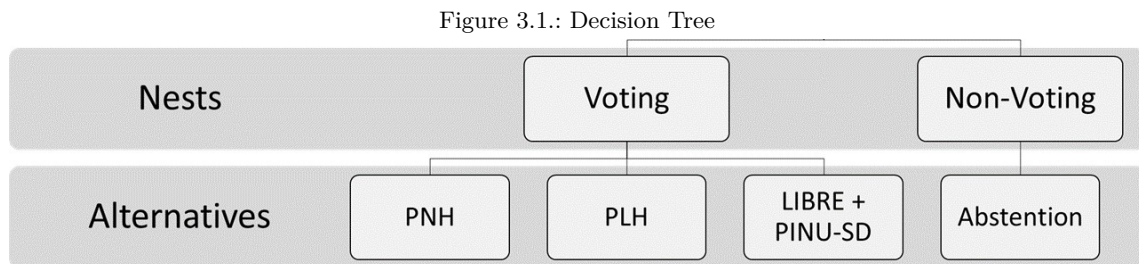 Figure 3.1.: Decision Tree
Nests
Voting
Non-Voting
Alternatives
PNH
PLH
LIBRE +
PINU-SD
Abstention